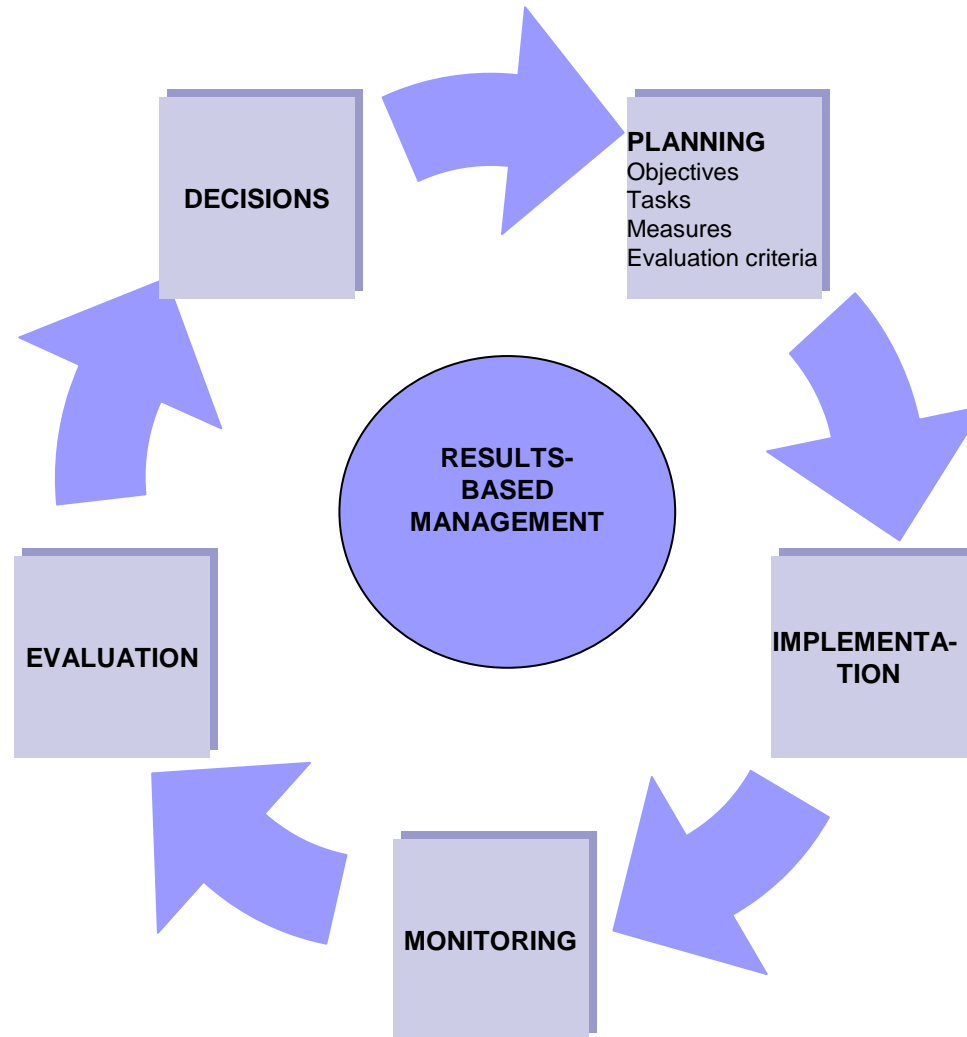 DECISIONS
PLANNING
Objectives
Tasks
Measures
Evaluation criteria
RESULTS-
BASED
MANAGEMENT
EVALUATION
IMPLEMENTA-
TION
MONITORING